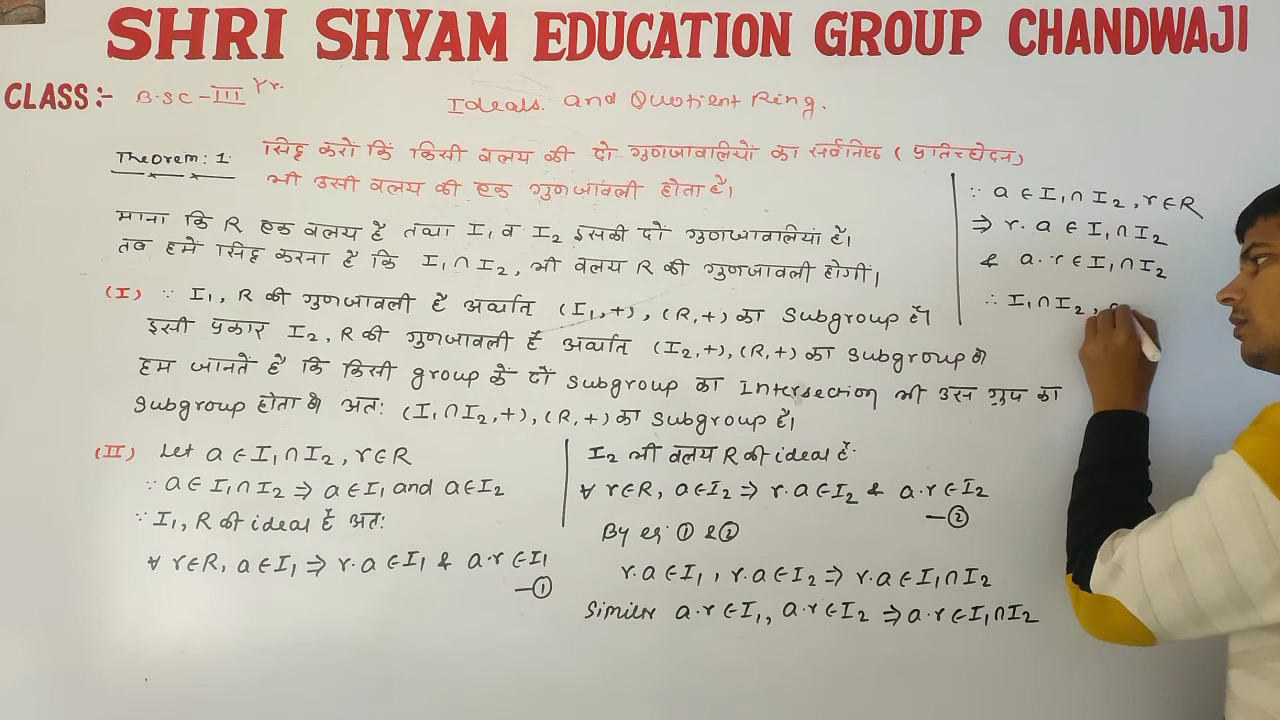 SHRI SHYAM EDUCATION GROUP CHANDWAJI
CLASS:- B.SC-III Yr.
Ideals and Quotient Ring.
Theorem: 1.
सिद्ध करों कि किसी वलय की दो गुणजावालियों का सर्वनिष्ठ (प्रतिच्छेदन)
भी उसी वलय की एक गुणजावली होता है।
माना कि R एक वलय है तथा I₁ व I₂ इसकी दो गुणजावालियां है।
तब हमें सिद्ध करना है कि I₁∩I₂, भी वलय R की गुणजावली होगीं।
(I) ∵ I₁, R की गुणजावली है अर्थात (I₁,+), (R,+) का Subgroup है।
इसी प्रकार I₂, R की गुणजावली है अर्थात (I₂,+), (R,+) का Subgroup है
हम जानतें है कि किसी group कें दों Subgroup का Intersection भी उस ग्रुप का
Subgroup होता है अतः (I₁∩I₂,+), (R,+) का Subgroup है।
(II) Let a∈I₁∩I₂, r∈R
∵ a∈I₁∩I₂ ⇒ a∈I₁ and a∈I₂
∵ I₁, R की ideal है अतः
∀ r∈R, a∈I₁ ⇒ r.a∈I₁ & a.r∈I₁
—①
I₂ भी वलय R की ideal है.
∀ r∈R, a∈I₂ ⇒ r.a∈I₂ & a.r∈I₂
—②
By eq ① & ②
r.a∈I₁, r.a∈I₂ ⇒ r.a∈I₁∩I₂
Similer a.r∈I₁, a.r∈I₂ ⇒ a.r∈I₁∩I₂
∵ a∈I₁∩I₂, r∈R
⇒ r.a∈I₁∩I₂
& a.r∈I₁∩I₂
∴ I₁∩I₂,